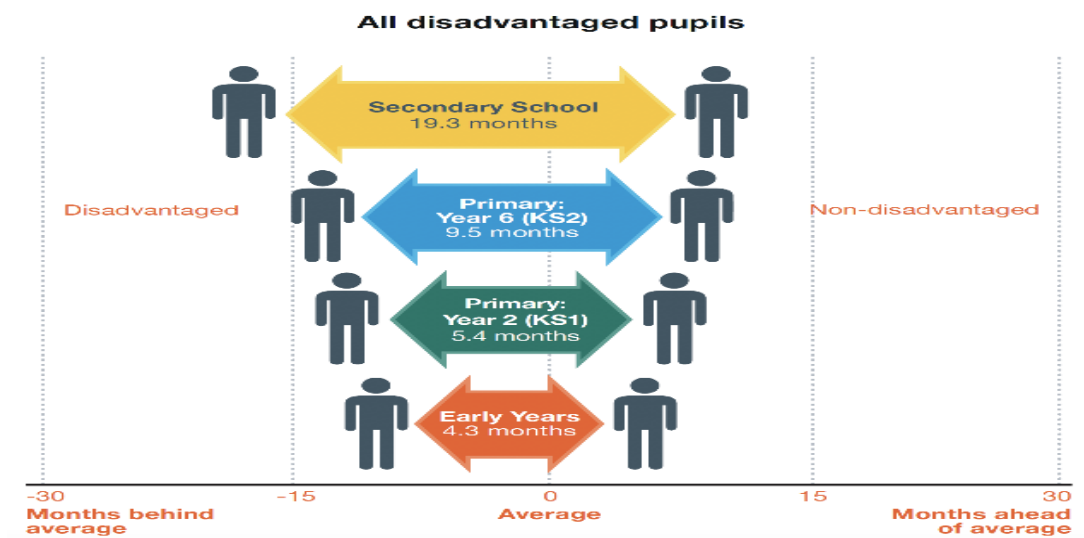 All disadvantaged pupils
Secondary School
19.3 months
Disadvantaged
Primary:
Year 6 (KS2)
9.5 months
Non-disadvantaged
Primary:
Year 2 (KS1)
5.4 months
Early Years
4.3 months
-30
-15
0
15
30
Months behind
average
Average
Months ahead
of average